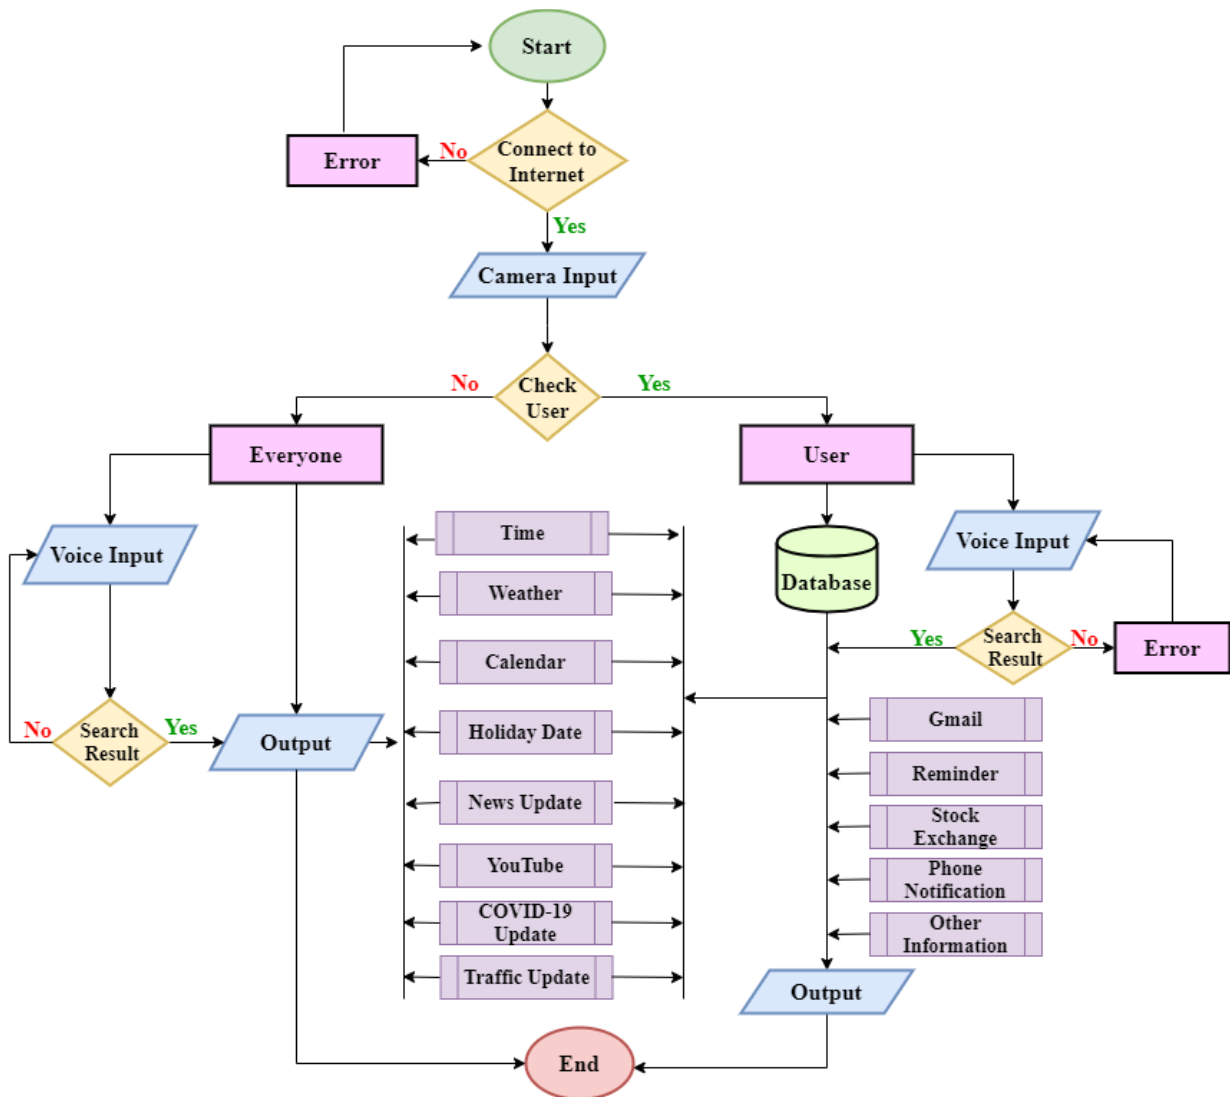 Start
Connect to
Internet
No
Error
Yes
Camera Input
Check
User
No
Yes
Everyone
User
Voice Input
Time
Database
Voice Input
Weather
Yes
Search
Result
No
Error
Calendar
No
Search
Result
Yes
Output
Holiday Date
Gmail
Reminder
News Update
Stock
Exchange
YouTube
Phone
Notification
COVID-19
Update
Other
Information
Traffic Update
Output
End